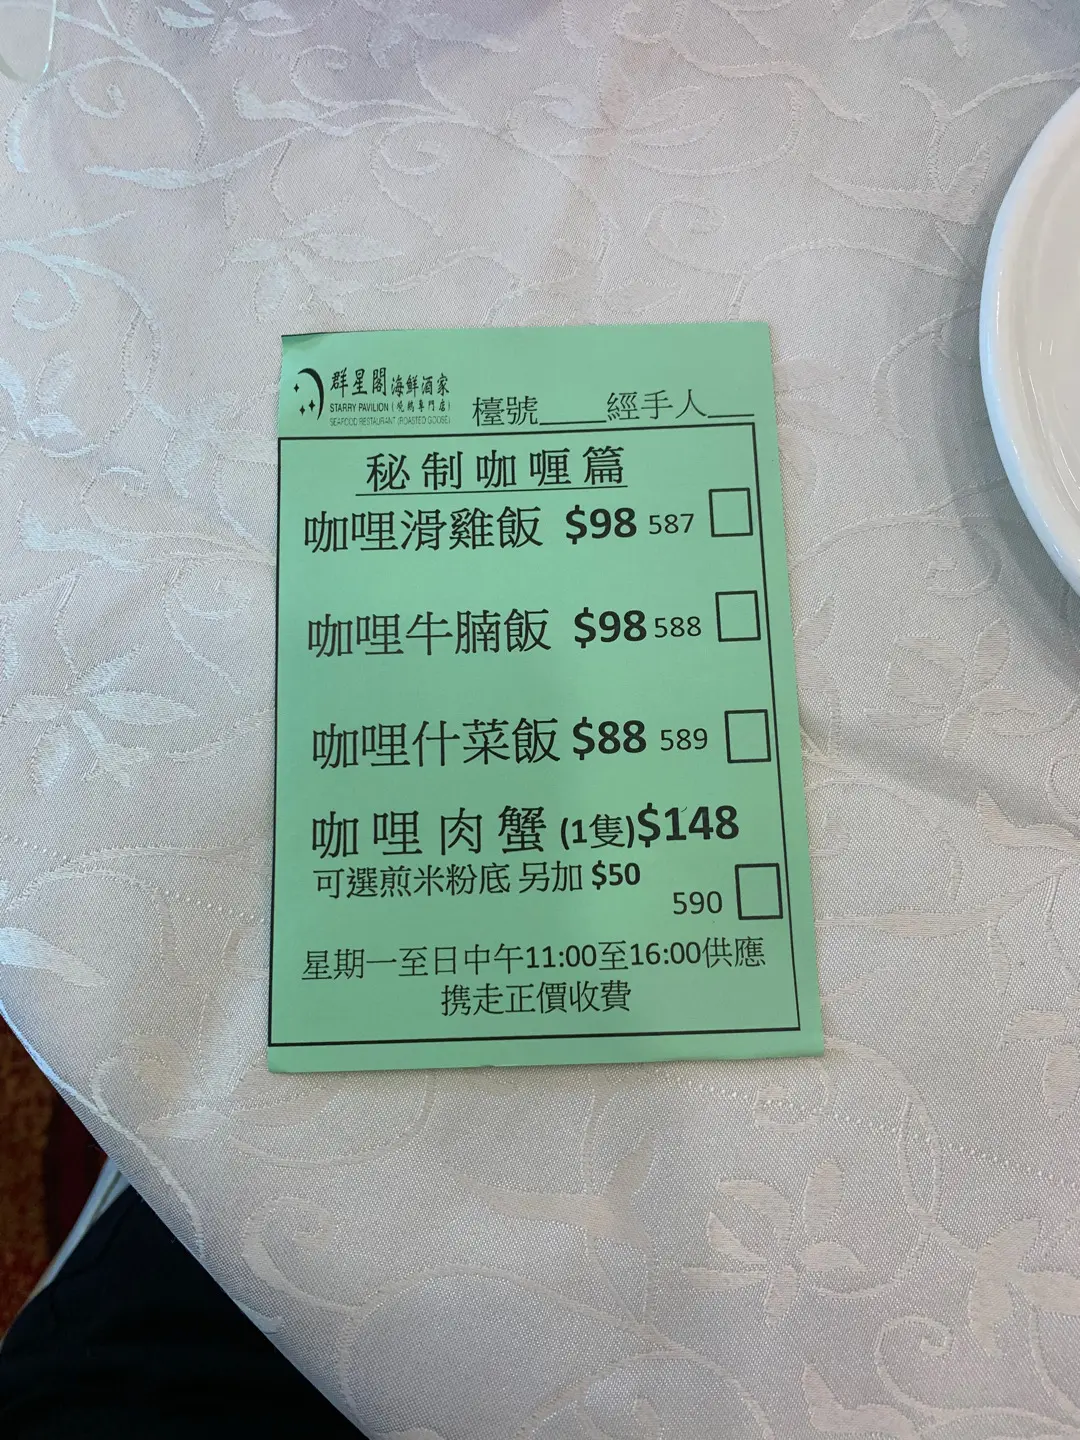 群星閣海鮮酒家
STARRY PAVILION (燒鵝專門店)
SEAFOOD RESTAURANT (ROASTED GOOSE)
檯號____經手人___
秘制咖喱篇
咖哩滑雞飯 $98 587
咖哩牛腩飯 $98 588
咖哩什菜飯 $88 589
咖哩肉蟹(1隻)$148
可選煎米粉底 另加 $50
590
星期一至日中午11:00至16:00供應
携走正價收費